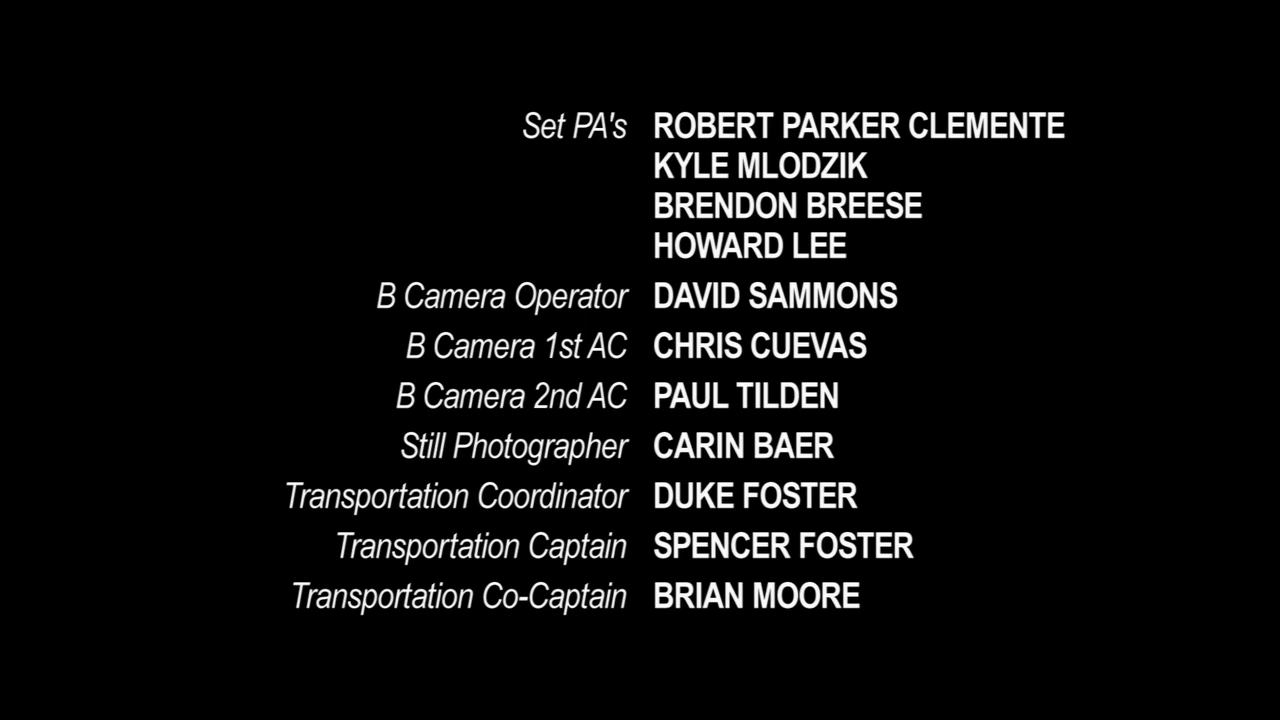 Set PA's ROBERT PARKER CLEMENTE
KYLE MLODZIK
BRENDON BREESE
HOWARD LEE
B Camera Operator DAVID SAMMONS
B Camera 1st AC CHRIS CUEVAS
B Camera 2nd AC PAUL TILDEN
Still Photographer CARIN BAER
Transportation Coordinator DUKE FOSTER
Transportation Captain SPENCER FOSTER
Transportation Co-Captain BRIAN MOORE